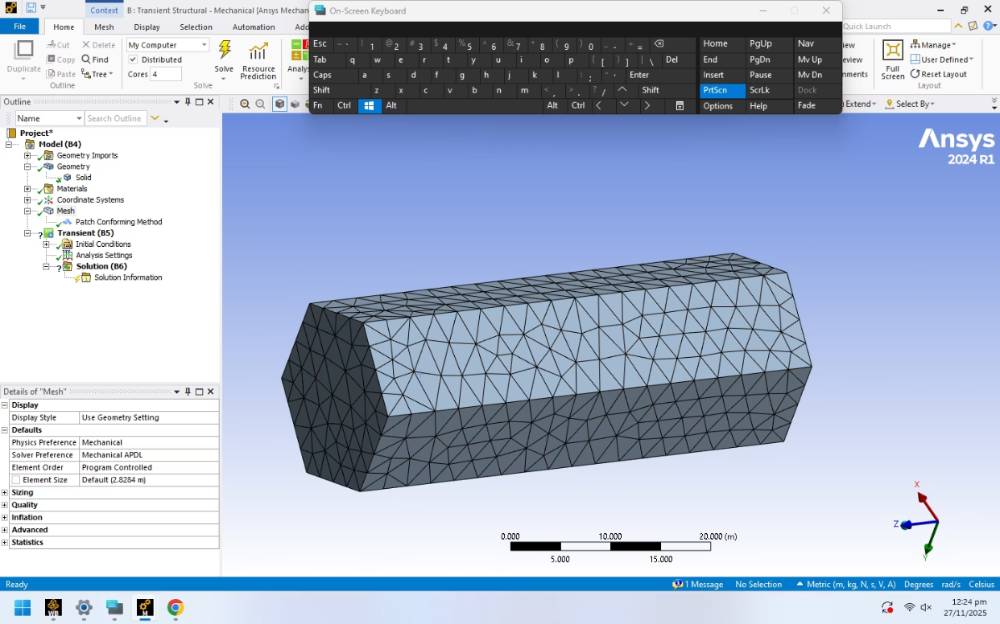 Context
B : Transient Structural - Mechanical [Ansys Mechan
On-Screen Keyboard
File
Home
Mesh
Display
Selection
Automation
Quick Launch
Duplicate
Cut
Copy
Paste
Delete
Find
Tree
Outline
My Computer
Distributed
Cores 4
Solve
Solve
Resource Prediction
Analys
Esc ~ ` ! 1 @ 2 # 3 $ 4 % 5 ^ 6 & 7 * 8 ( 9 ) 0 _ - + = Home PgUp Nav
Tab q w e r t y u i o p { [ } ] | \ Del End PgDn Mv Up
Caps a s d f g h j k l : ; " ' Enter Insert Pause Mv Dn
Shift z x c v b n m < , > . ? / Shift PrtScn ScrLk Dock
Fn Ctrl Alt Alt Ctrl Options Help Fade
Full Screen
Manage
User Defined
Reset Layout
Layout
Outline
Name
Search Outline
Extend
Select By
Project*
Model (B4)
Geometry Imports
Geometry
Solid
Materials
Coordinate Systems
Mesh
Patch Conforming Method
Transient (B5)
Initial Conditions
Analysis Settings
Solution (B6)
Solution Information
Ansys
2024 R1
Details of "Mesh"
Display
Display Style Use Geometry Setting
Defaults
Physics Preference Mechanical
Solver Preference Mechanical APDL
Element Order Program Controlled
Element Size Default (2.8284 m)
Sizing
Quality
Inflation
Advanced
Statistics
X
Z
Y
0.000 10.000 20.000 (m)
5.000 15.000
Ready
1 Message No Selection Metric (m, kg, N, s, V, A) Degrees rad/s Celsius
WB
M
12:24 pm
27/11/2025